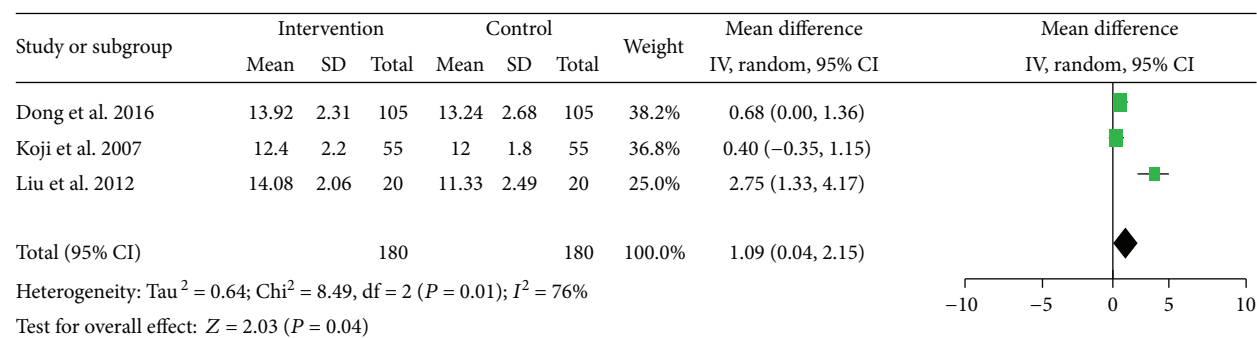 Study or subgroup Intervention Control Weight Mean difference Mean difference
Mean SD Total Mean SD Total IV, random, 95% CI IV, random, 95% CI
Dong et al. 2016 13.92 2.31 105 13.24 2.68 105 38.2% 0.68 (0.00, 1.36)
Koji et al. 2007 12.4 2.2 55 12 1.8 55 36.8% 0.40 (−0.35, 1.15)
Liu et al. 2012 14.08 2.06 20 11.33 2.49 20 25.0% 2.75 (1.33, 4.17)
Total (95% CI) 180 180 100.0% 1.09 (0.04, 2.15)
Heterogeneity: Tau² = 0.64; Chi² = 8.49, df = 2 (P = 0.01); I² = 76%
−10 −5 0 5 10
Test for overall effect: Z = 2.03 (P = 0.04)